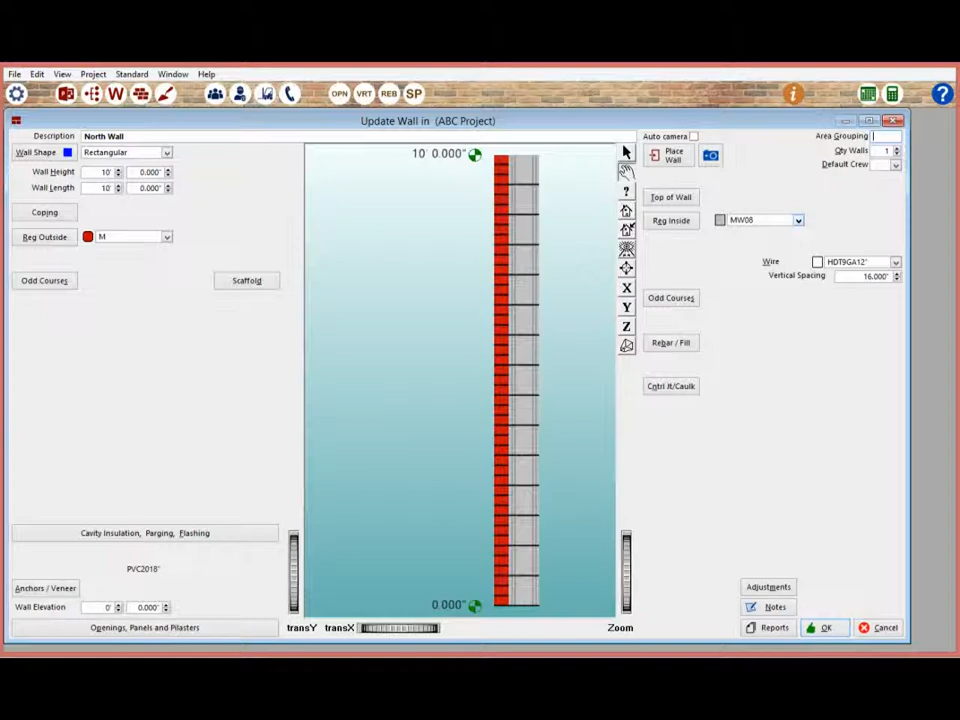 File Edit View Project Standard Window Help
W OPN VRT REB SP i ?
Update Wall in (ABC Project)
Description North Wall
Wall Shape Rectangular
Wall Height 10' 0.000"
Wall Length 10' 0.000"
Coping
Reg Outside M
Odd Courses Scaffold
Cavity Insulation, Parging, Flashing
PVC2018"
Anchors / Veneer
Wall Elevation 0' 0.000"
Openings, Panels and Pilasters
10' 0.000"
0.000"
transY transX Zoom
?
X
Y
Z
Auto camera
Place
Wall
Area Grouping
Qty Walls 1
Default Crew
Top of Wall
Reg Inside MW08
Wire HDT9GA12"
Vertical Spacing 16.000"
Odd Courses
Rebar / Fill
Cntrl Jt/Caulk
Adjustments
Notes
Reports OK Cancel